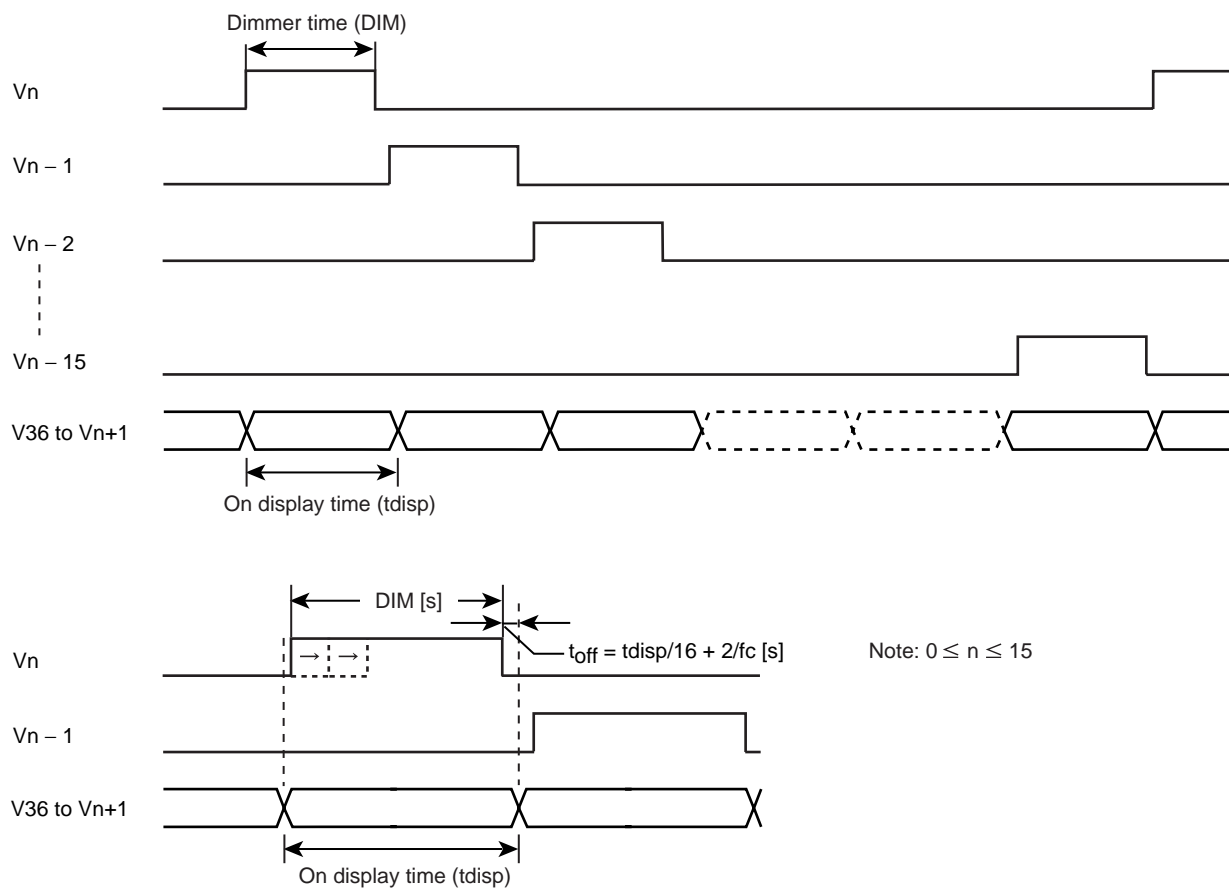 Dimmer time (DIM)
Vn
Vn – 1
Vn – 2
Vn – 15
V36 to Vn+1
On display time (tdisp)
DIM [s]
toff = tdisp/16 + 2/fc [s]
Note: 0 ≤ n ≤ 15
Vn
→ →
Vn – 1
V36 to Vn+1
On display time (tdisp)